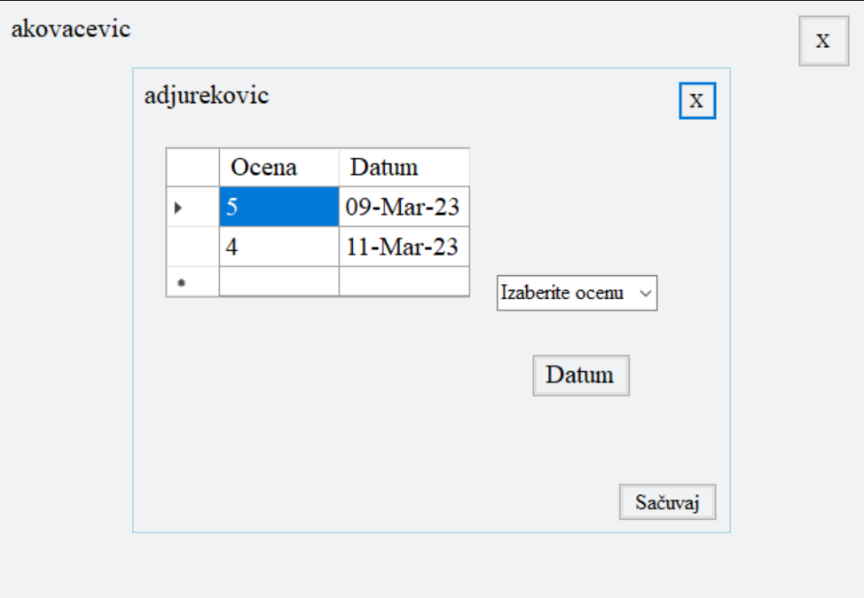 akovacevic
X
adjurekovic
X
Ocena Datum
5 09-Mar-23
4 11-Mar-23
Izaberite ocenu
Datum
Sačuvaj